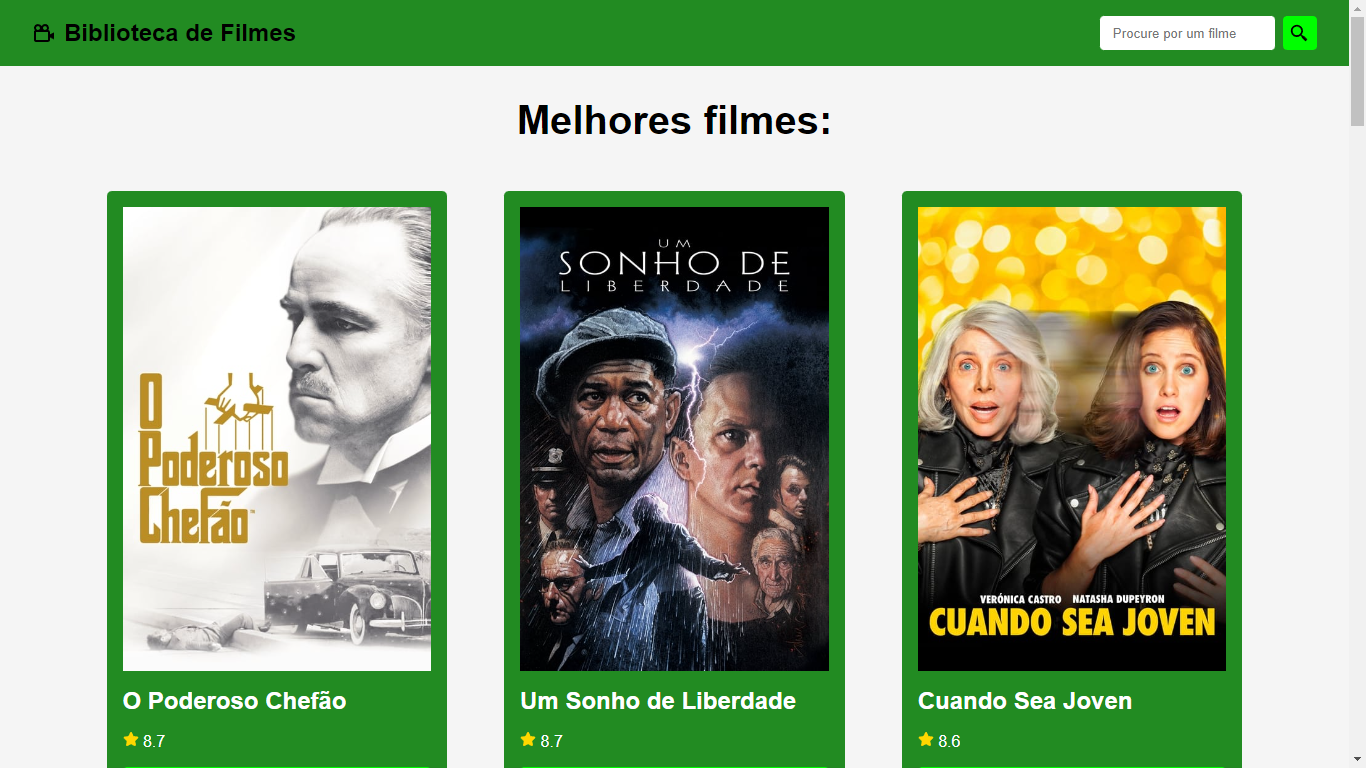 Biblioteca de Filmes
Procure por um filme
Melhores filmes:
O
Poderoso
Chefão
UM
SONHO DE
LIBERDADE
VERÓNICA CASTRO NATASHA DUPEYRON
CUANDO SEA JOVEN
O Poderoso Chefão
Um Sonho de Liberdade
Cuando Sea Joven
8.7
8.7
8.6